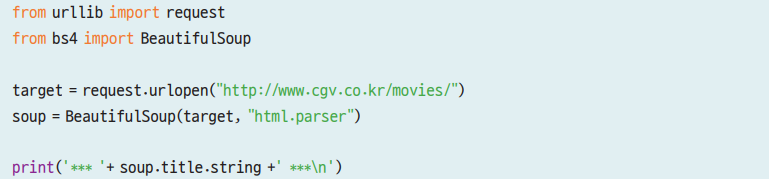 from urllib import request
from bs4 import BeautifulSoup
target = request.urlopen("http://www.cgv.co.kr/movies/")
soup = BeautifulSoup(target, "html.parser")
print('*** '+ soup.title.string +' ***\n')